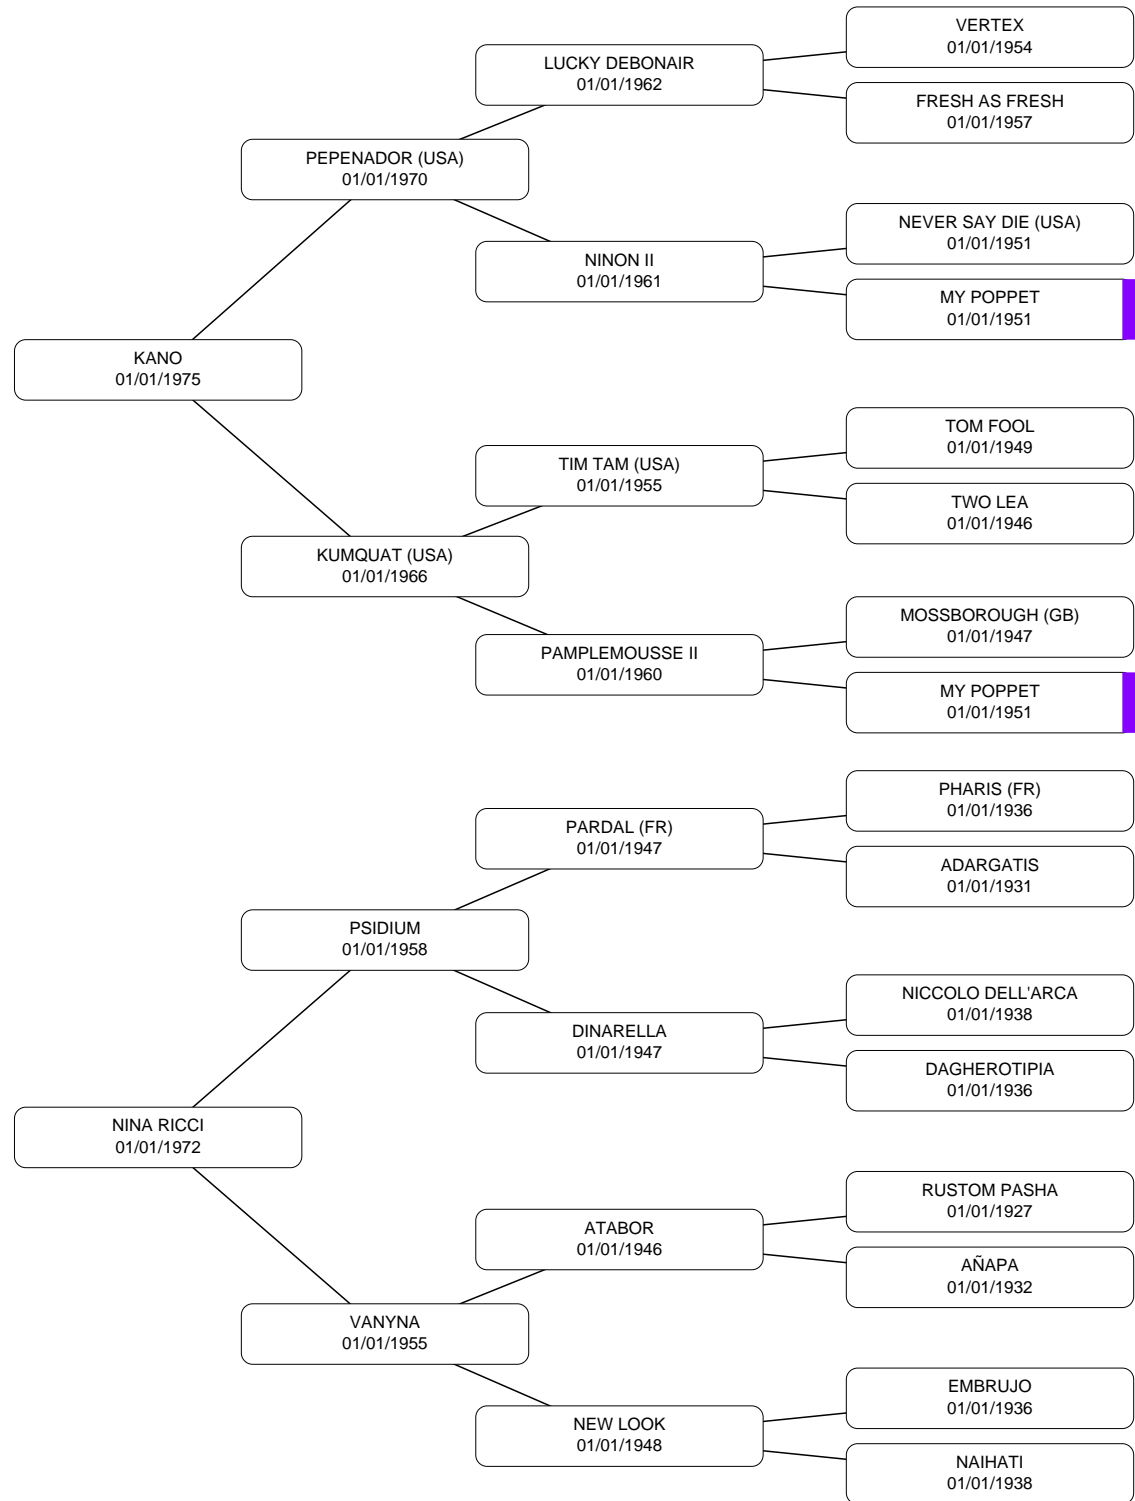 VERTEX
01/01/1954
LUCKY DEBONAIR
01/01/1962
FRESH AS FRESH
01/01/1957
PEPENADOR (USA)
01/01/1970
NEVER SAY DIE (USA)
01/01/1951
NINON II
01/01/1961
MY POPPET
01/01/1951
KANO
01/01/1975
TOM FOOL
01/01/1949
TIM TAM (USA)
01/01/1955
TWO LEA
01/01/1946
KUMQUAT (USA)
01/01/1966
MOSSBOROUGH (GB)
01/01/1947
PAMPLEMOUSSE II
01/01/1960
MY POPPET
01/01/1951
PHARIS (FR)
01/01/1936
PARDAL (FR)
01/01/1947
ADARGATIS
01/01/1931
PSIDIUM
01/01/1958
NICCOLO DELL'ARCA
01/01/1938
DINARELLA
01/01/1947
DAGHEROTIPIA
01/01/1936
NINA RICCI
01/01/1972
RUSTOM PASHA
01/01/1927
ATABOR
01/01/1946
AÑAPA
01/01/1932
VANYNA
01/01/1955
EMBRUJO
01/01/1936
NEW LOOK
01/01/1948
NAIHATI
01/01/1938